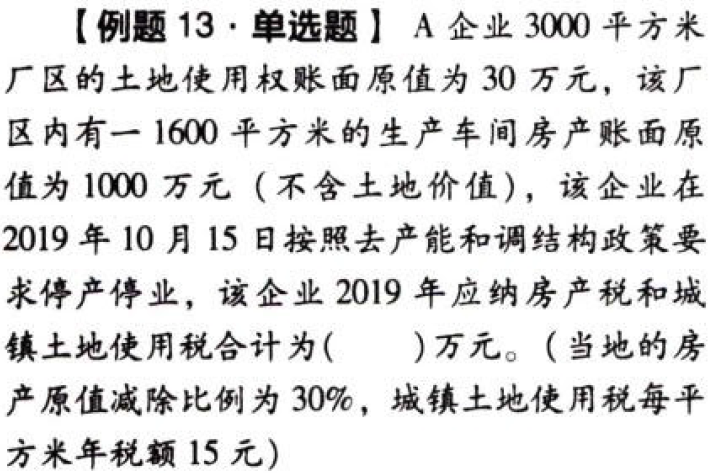 【例题 13·单选题】 A 企业 3000 平方米
厂区的土地使用权账面原值为 30 万元，该厂
区内有一 1600 平方米的生产车间房产账面原
值为 1000 万元（不含土地价值），该企业在
2019 年 10 月 15 日按照去产能和调结构政策要
求停产停业，该企业 2019 年应纳房产税和城
镇土地使用税合计为(　　)万元。（当地的房
产原值减除比例为 30%，城镇土地使用税每平
方米年税额 15 元）